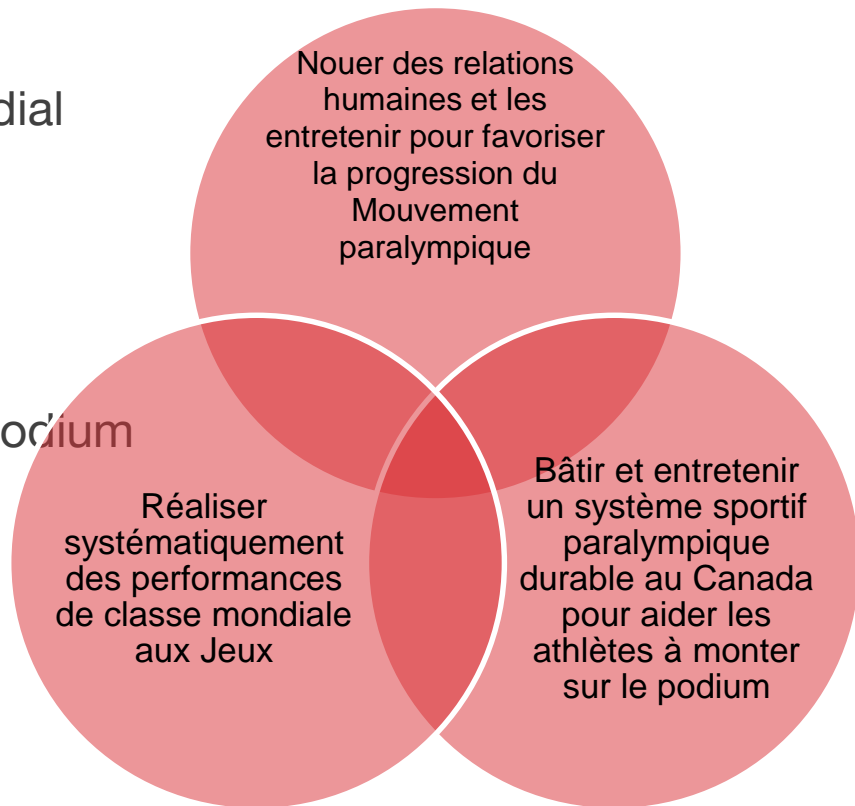 dial
odium
Nouer des relations
humaines et les
entretenir pour favoriser
la progression du
Mouvement
paralympique
Réaliser
systématiquement
des performances
de classe mondiale
aux Jeux
Bâtir et entretenir
un système sportif
paralympique
durable au Canada
pour aider les
athlètes à monter
sur le podium